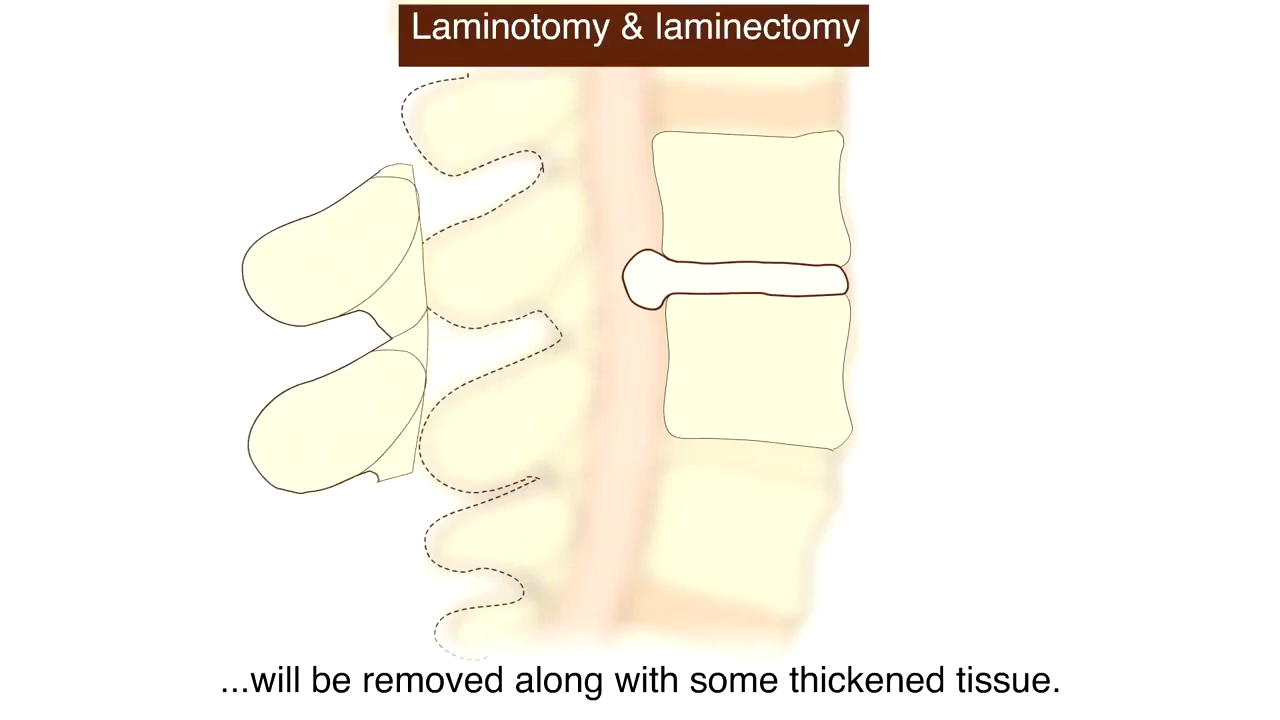 Laminotomy & laminectomy
...will be removed along with some thickened tissue.